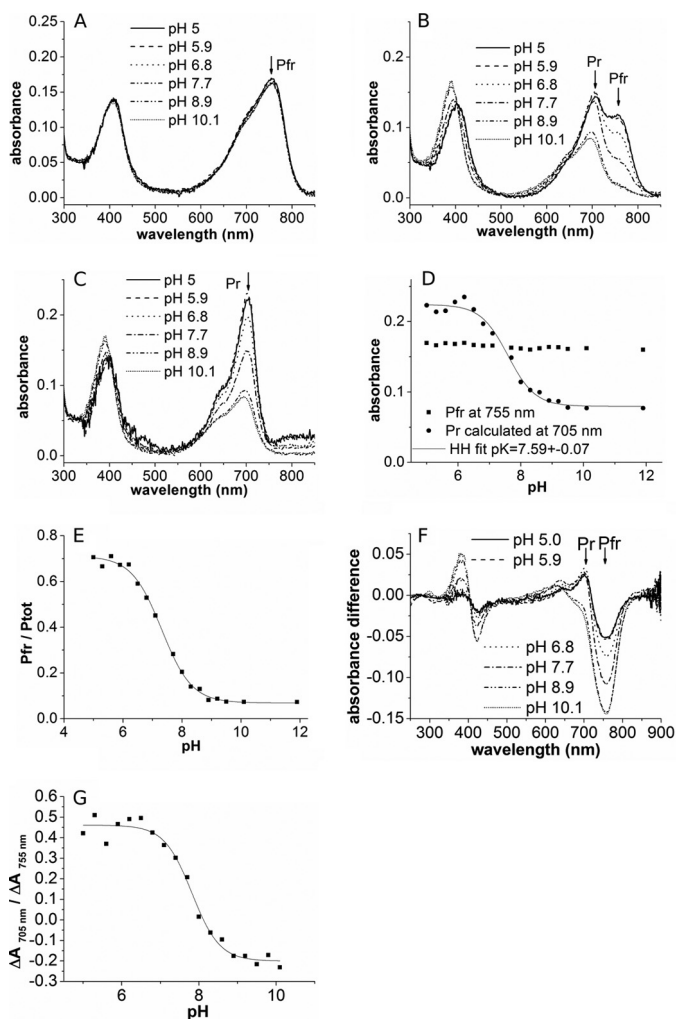 A
0.25
0.20
0.15
0.10
0.05
0.00
absorbance
pH 5
pH 5.9
pH 6.8
pH 7.7
pH 8.9
pH 10.1
Pfr
300 400 500 600 700 800
wavelength (nm)
B
0.20
0.15
0.10
0.05
0.00
absorbance
pH 5
pH 5.9
pH 6.8
pH 7.7
pH 8.9
pH 10.1
Pr
Pfr
300 400 500 600 700 800
wavelength (nm)
C
0.2
0.1
0.0
absorbance
pH 5
pH 5.9
pH 6.8
pH 7.7
pH 8.9
pH 10.1
Pr
300 400 500 600 700 800
wavelength (nm)
D
0.2
0.1
0.0
absorbance
Pfr at 755 nm
Pr calculated at 705 nm
HH fit pK=7.59+-0.07
6 8 10 12
pH
E
0.8
0.6
0.4
0.2
0.0
Pfr / Ptot
4 6 8 10 12
pH
F
0.05
0.00
-0.05
-0.10
-0.15
absorbance difference
pH 5.0
pH 5.9
Pr Pfr
pH 6.8
pH 7.7
pH 8.9
pH 10.1
300 400 500 600 700 800 900
wavelength (nm)
G
0.6
0.5
0.4
0.3
0.2
0.1
0.0
-0.1
-0.2
-0.3
ΔA 705 nm / ΔA 755 nm
6 8 10
pH